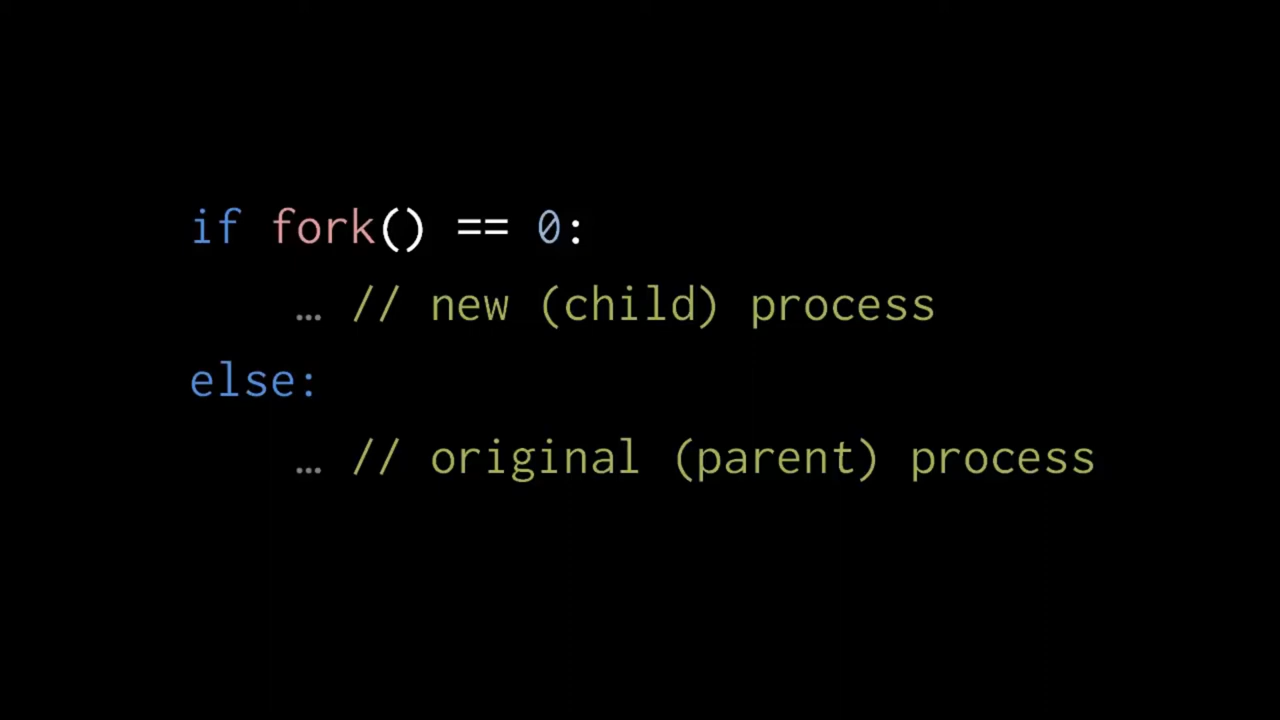 if fork() == 0:
… // new (child) process
else:
… // original (parent) process